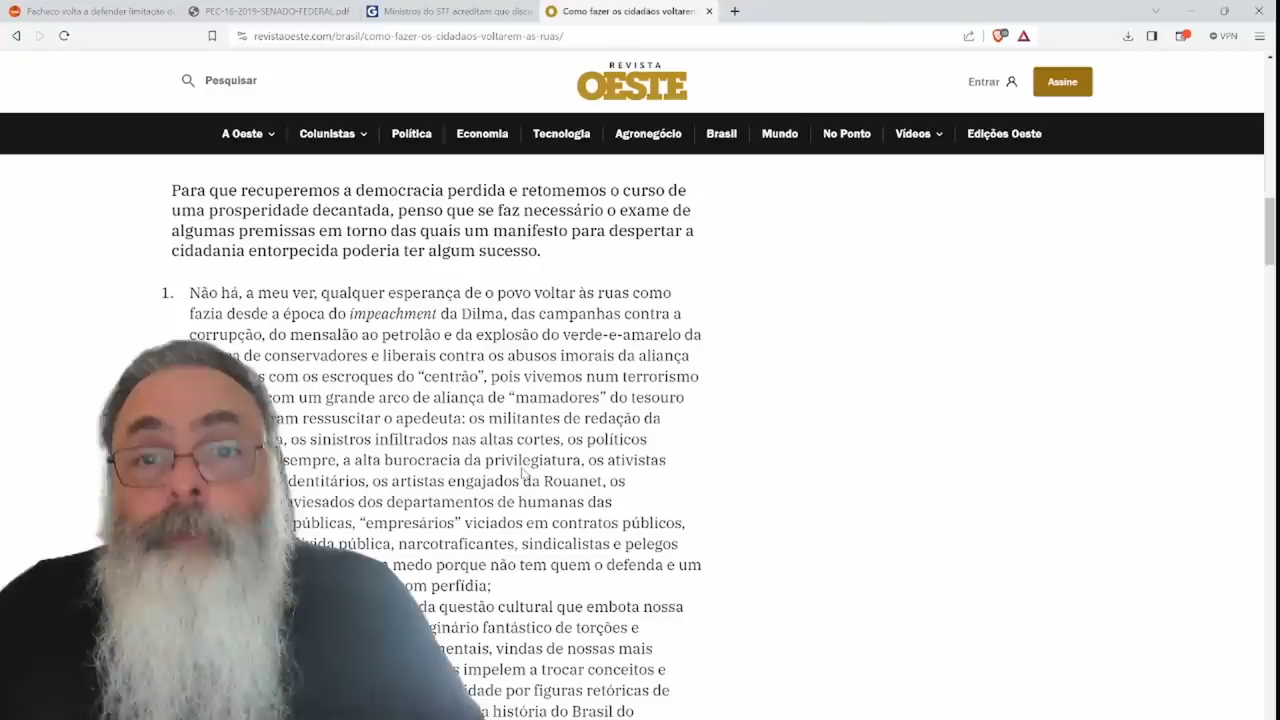 Pacheco volta a defender limitação d
PEC-16-2019-SENADO-FEDERAL.pdf
Ministros do STF acreditam que discu
Como fazer os cidadãos voltarem
revistaoeste.com/brasil/como-fazer-os-cidadaos-voltarem-as-ruas/
VPN
Pesquisar
REVISTA
OESTE
Entrar
Assine
A Oeste
Colunistas
Política
Economia
Tecnologia
Agronegócio
Brasil
Mundo
No Ponto
Vídeos
Edições Oeste
Para que recuperemos a democracia perdida e retomemos o curso de
uma prosperidade decantada, penso que se faz necessário o exame de
algumas premissas em torno das quais um manifesto para despertar a
cidadania entorpecida poderia ter algum sucesso.
1. Não há, a meu ver, qualquer esperança de o povo voltar às ruas como
fazia desde a época do impeachment da Dilma, das campanhas contra a
corrupção, do mensalão ao petrolão e da explosão do verde-e-amarelo da
de conservadores e liberais contra os abusos imorais da aliança
com os escroques do “centrão”, pois vivemos num terrorismo
com um grande arco de aliança de “mamadores” do tesouro
ressuscitar o apedeuta: os militantes de redação da
os sinistros infiltrados nas altas cortes, os políticos
sempre, a alta burocracia da privilegiatura, os ativistas
dentitários, os artistas engajados da Rouanet, os
aviesados dos departamentos de humanas das
públicas, “empresários” viciados em contratos públicos,
pública, narcotraficantes, sindicalistas e pelegos
medo porque não tem quem o defenda e um
om perfídia;
da questão cultural que embota nossa
ginário fantástico de torções e
mentais, vindas de nossas mais
impelem a trocar conceitos e
idade por figuras retóricas de
a história do Brasil do